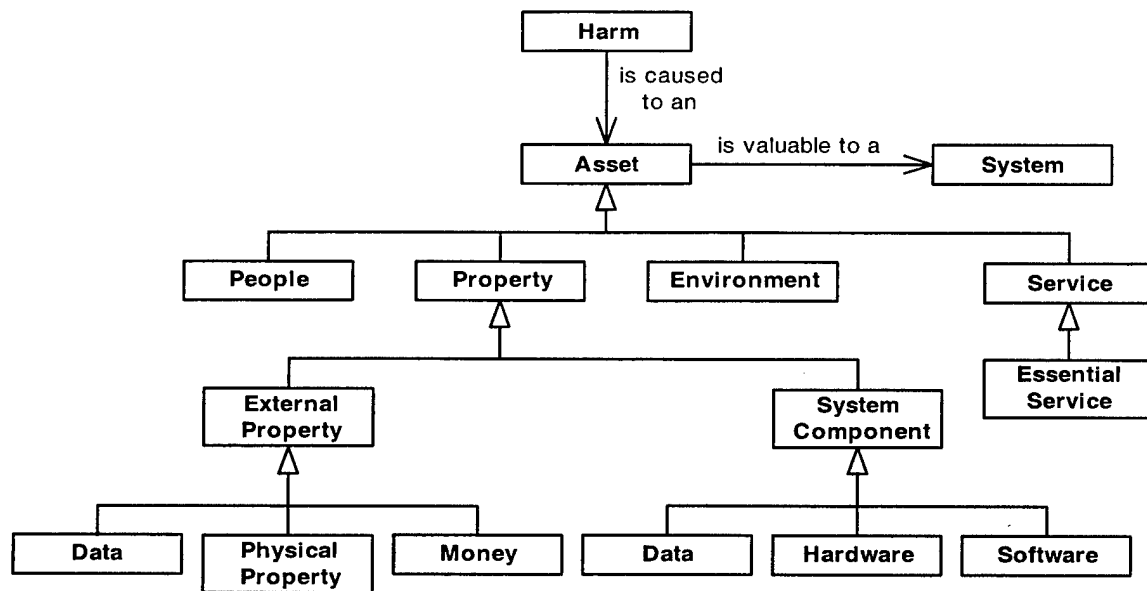 Harm
is caused
to an
Asset
is valuable to a
System
People
Property
Environment
Service
External
Property
System
Component
Essential
Service
Data
Physical
Property
Money
Data
Hardware
Software